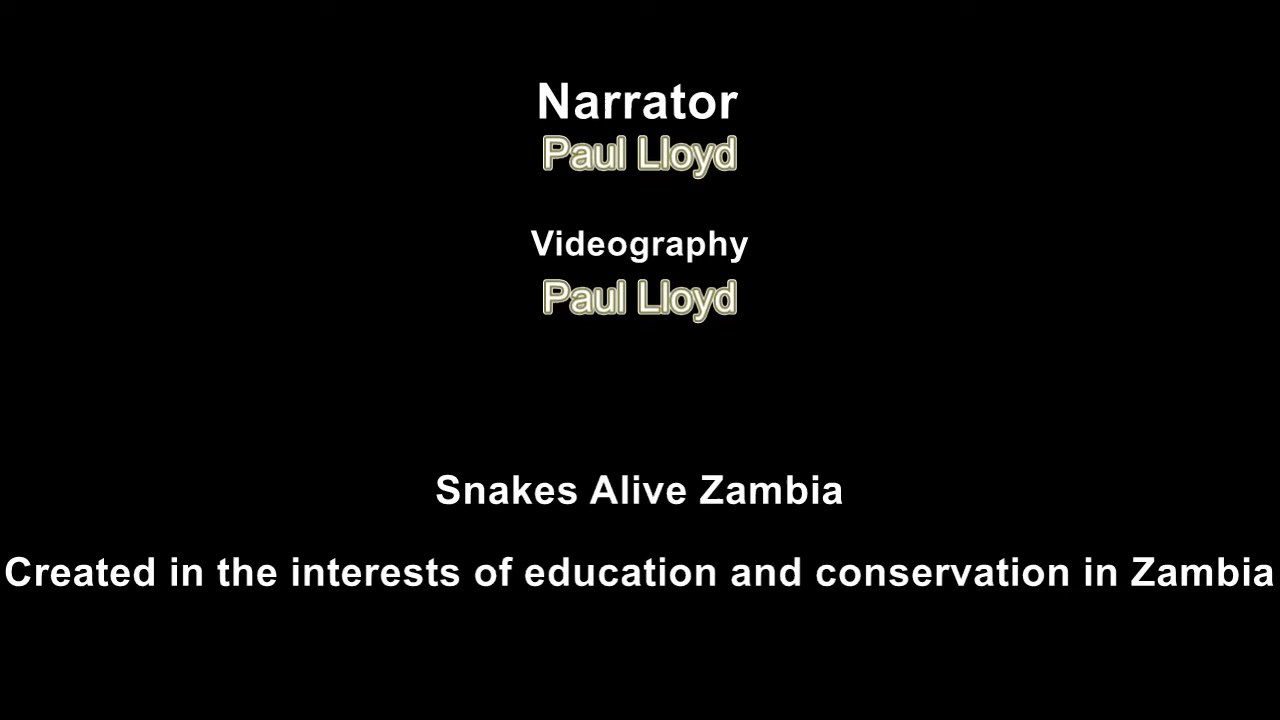 Narrator
Paul Lloyd
Videography
Paul Lloyd
Snakes Alive Zambia
Created in the interests of education and conservation in Zambia